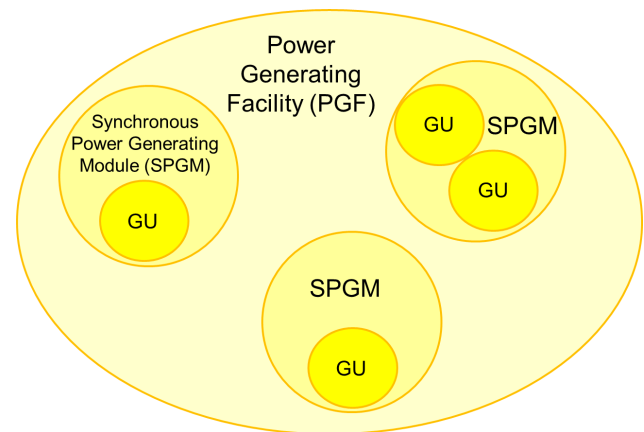 Power
Generating
Facility (PGF)
Synchronous
Power Generating
Module (SPGM)
GU
GU
SPGM
GU
SPGM
GU